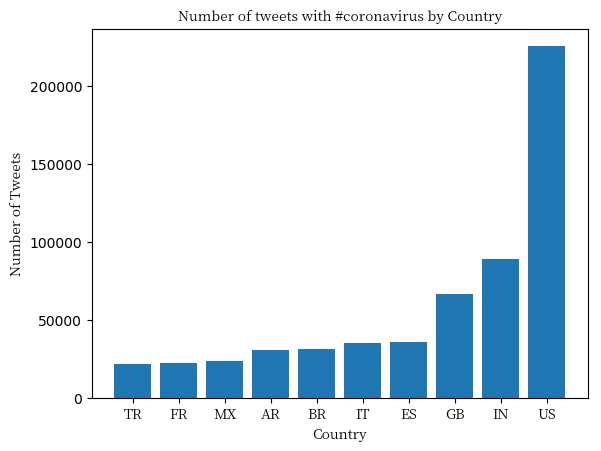 Number of tweets with #coronavirus by Country
Number of Tweets
200000
150000
100000
50000
0
TR FR MX AR BR IT ES GB IN US
Country